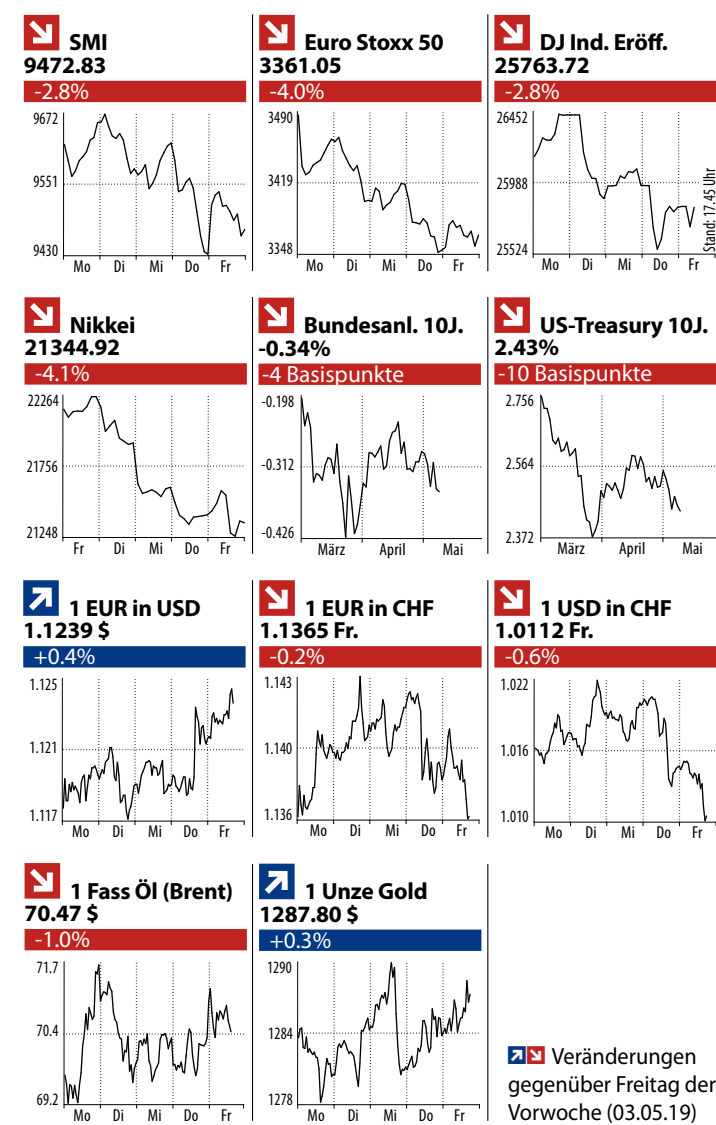 SMI
9472.83
-2.8%
9672
9551
9430
Mo Di Mi Do Fr
Euro Stoxx 50
3361.05
-4.0%
3490
3419
3348
Mo Di Mi Do Fr
DJ Ind. Eröff.
25763.72
-2.8%
26452
25988
25524
Mo Di Mi Do Fr
Stand: 17.45 Uhr
Nikkei
21344.92
-4.1%
22264
21756
21248
Fr Di Mi Do Fr
Bundesanl. 10J.
-0.34%
-4 Basispunkte
-0.198
-0.312
-0.426
März April Mai
US-Treasury 10J.
2.43%
-10 Basispunkte
2.756
2.564
2.372
März April Mai
1 EUR in USD
1.1239 $
+0.4%
1.125
1.121
1.117
Mo Di Mi Do Fr
1 EUR in CHF
1.1365 Fr.
-0.2%
1.143
1.140
1.136
Mo Di Mi Do Fr
1 USD in CHF
1.0112 Fr.
-0.6%
1.022
1.016
1.010
Mo Di Mi Do Fr
1 Fass Öl (Brent)
70.47 $
-1.0%
71.7
70.4
69.2
Mo Di Mi Do Fr
1 Unze Gold
1287.80 $
+0.3%
1290
1284
1278
Mo Di Mi Do Fr
Veränderungen
gegenüber Freitag der
Vorwoche (03.05.19)